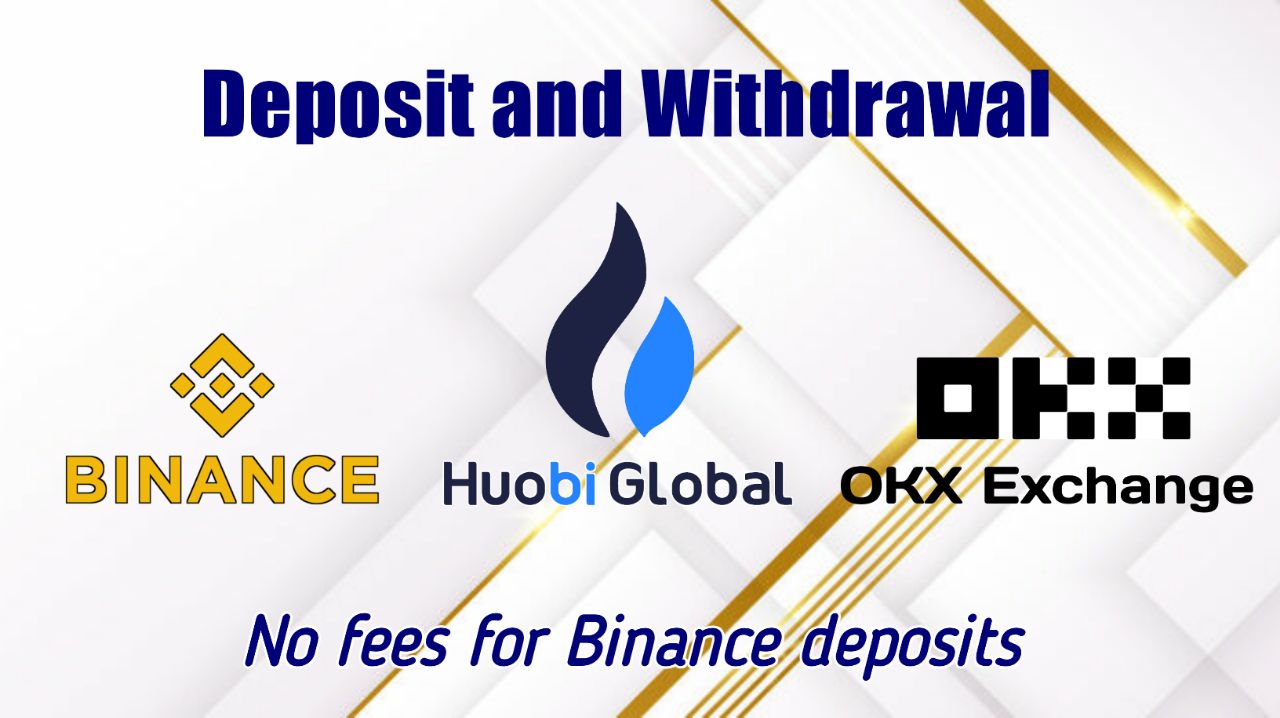 Deposit and Withdrawal
BINANCE
Huobi Global
OKX
OKX Exchange
No fees for Binance deposits